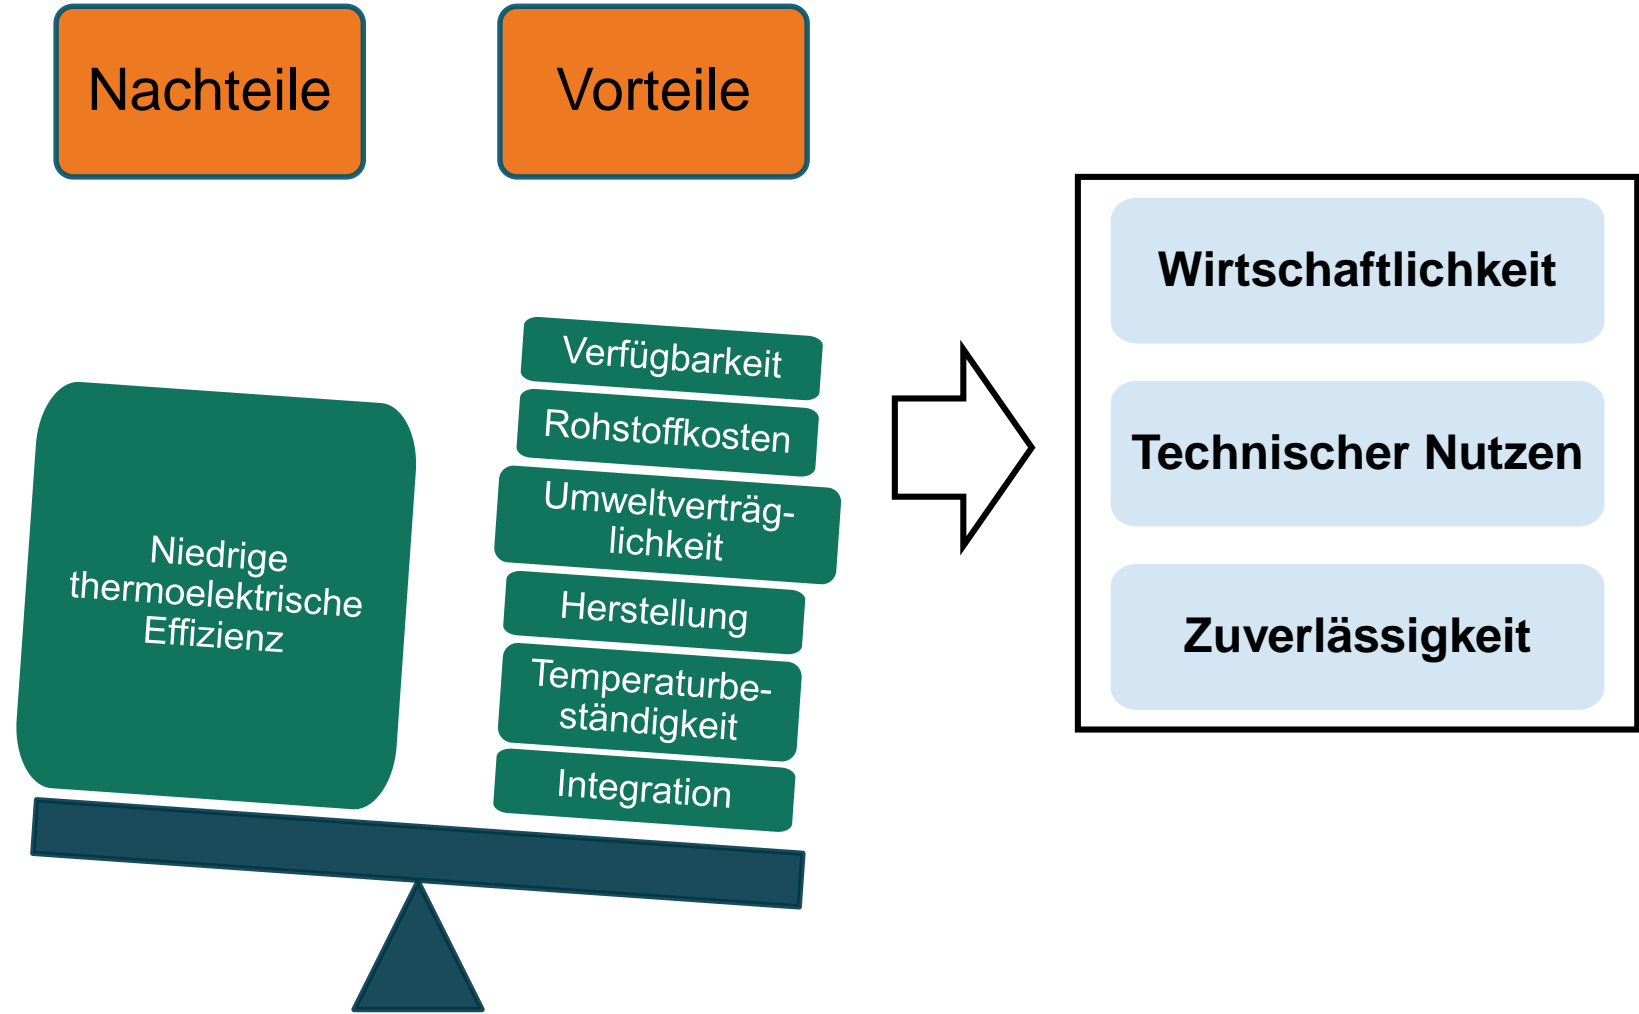 Nachteile
Vorteile
Niedrige
thermoelektrische
Effizienz
Verfügbarkeit
Rohstoffkosten
Umweltverträg-
lichkeit
Herstellung
Temperaturbe-
ständigkeit
Integration
Wirtschaftlichkeit
Technischer Nutzen
Zuverlässigkeit